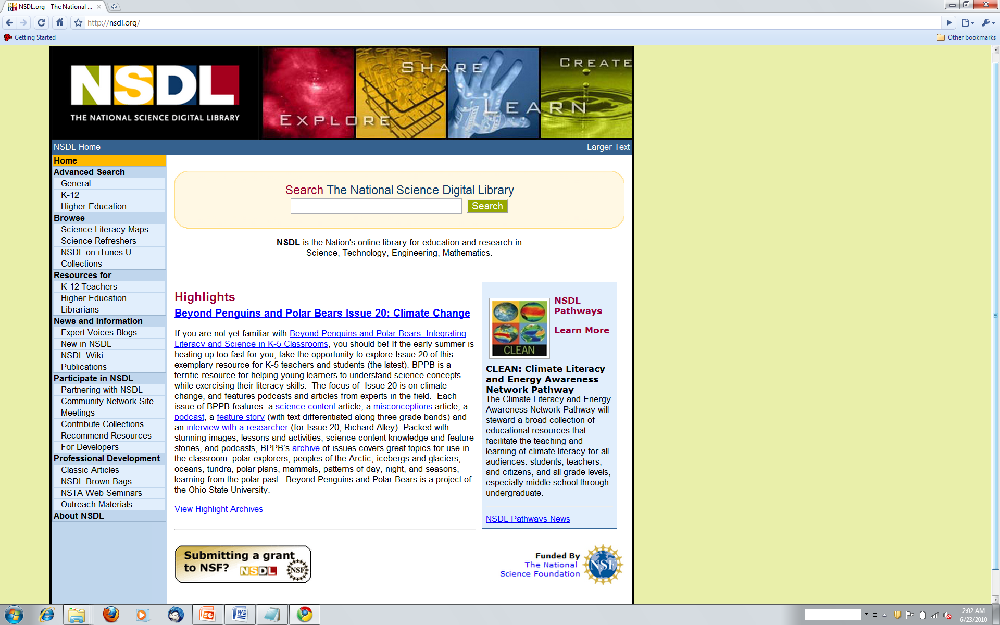 NSDL.org - The National ...
http://nsdl.org/
Getting Started
Other bookmarks
NSDL
THE NATIONAL SCIENCE DIGITAL LIBRARY
EXPLORE
SHARE
LEARN
CREATE
NSDL Home
Larger Text
Home
Advanced Search
General
K-12
Higher Education
Browse
Science Literacy Maps
Science Refreshers
NSDL on iTunes U
Collections
Resources for
K-12 Teachers
Higher Education
Librarians
News and Information
Expert Voices Blogs
New in NSDL
NSDL Wiki
Publications
Participate in NSDL
Partnering with NSDL
Community Network Site
Meetings
Contribute Collections
Recommend Resources
For Developers
Professional Development
Classic Articles
NSDL Brown Bags
NSTA Web Seminars
Outreach Materials
About NSDL
Search The National Science Digital Library
Search
NSDL is the Nation's online library for education and research in
Science, Technology, Engineering, Mathematics.
Highlights
Beyond Penguins and Polar Bears Issue 20: Climate Change
If you are not yet familiar with Beyond Penguins and Polar Bears: Integrating
Literacy and Science in K-5 Classrooms, you should be! If the early summer is
heating up too fast for you, take the opportunity to explore Issue 20 of this
exemplary resource for K-5 teachers and students (the latest). BPPB is a
terrific resource for helping young learners to understand science concepts
while exercising their literacy skills. The focus of Issue 20 is on climate
change, and features podcasts and articles from experts in the field. Each
issue of BPPB features: a science content article, a misconceptions article, a
podcast, a feature story (with text differentiated along three grade bands) and
an interview with a researcher (for Issue 20, Richard Alley). Packed with
stunning images, lessons and activities, science content knowledge and feature
stories, and podcasts, BPPB's archive of issues covers great topics for use in
the classroom: polar explorers, peoples of the Arctic, icebergs and glaciers,
oceans, tundra, polar plans, mammals, patterns of day, night, and seasons,
learning from the polar past. Beyond Penguins and Polar Bears is a project of
the Ohio State University.
View Highlight Archives
CLEAN
NSDL
Pathways
Learn More
CLEAN: Climate Literacy
and Energy Awareness
Network Pathway
The Climate Literacy and Energy
Awareness Network Pathway will
steward a broad collection of
educational resources that
facilitate the teaching and
learning of climate literacy for all
audiences: students, teachers,
and citizens, and all grade levels,
especially middle school through
undergraduate.
NSDL Pathways News
Submitting a grant
to NSF? NSDL NSF
Funded By
The National
Science Foundation
NSF
2:02 AM
6/23/2010